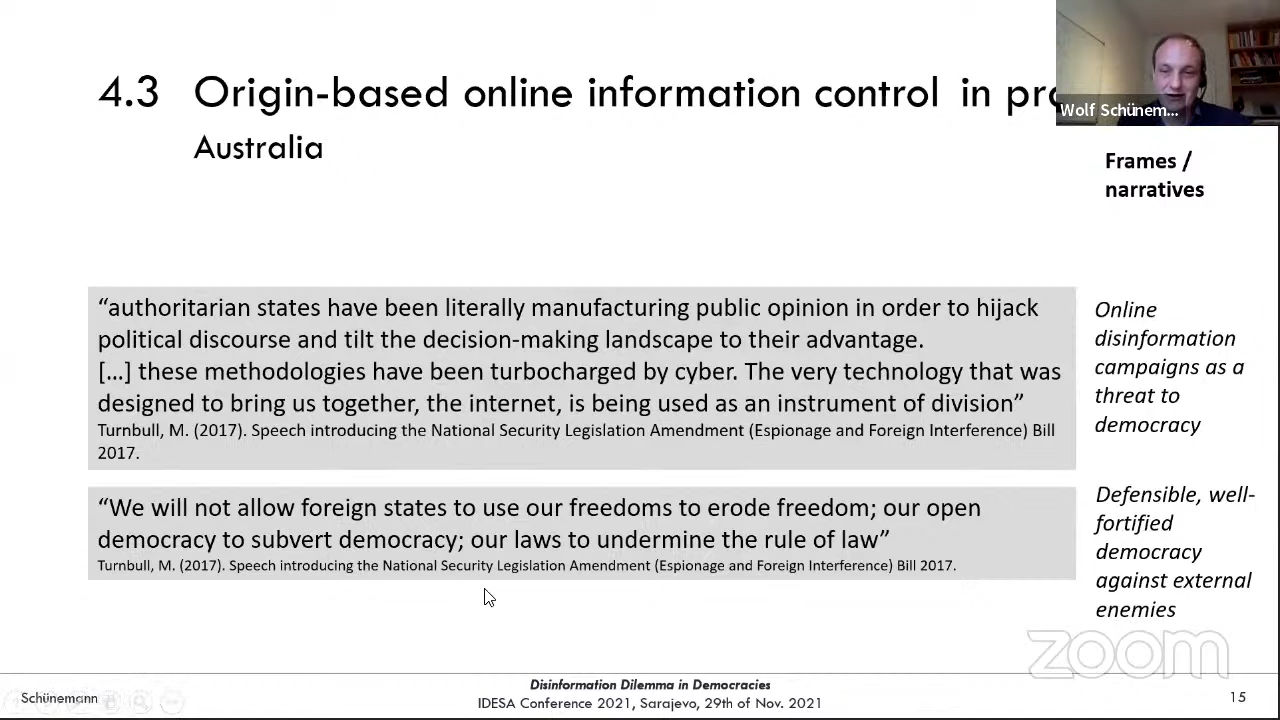 4.3 Origin-based online information control in pr
Australia
Wolf Schünem...
Frames /
narratives
“authoritarian states have been literally manufacturing public opinion in order to hijack
political discourse and tilt the decision-making landscape to their advantage.
[…] these methodologies have been turbocharged by cyber. The very technology that was
designed to bring us together, the internet, is being used as an instrument of division”
Turnbull, M. (2017). Speech introducing the National Security Legislation Amendment (Espionage and Foreign Interference) Bill
2017.
Online
disinformation
campaigns as a
threat to
democracy
“We will not allow foreign states to use our freedoms to erode freedom; our open
democracy to subvert democracy; our laws to undermine the rule of law”
Turnbull, M. (2017). Speech introducing the National Security Legislation Amendment (Espionage and Foreign Interference) Bill 2017.
Defensible, well-
fortified
democracy
against external
enemies
zoom
Schünemann
Disinformation Dilemma in Democracies
IDESA Conference 2021, Sarajevo, 29th of Nov. 2021
15